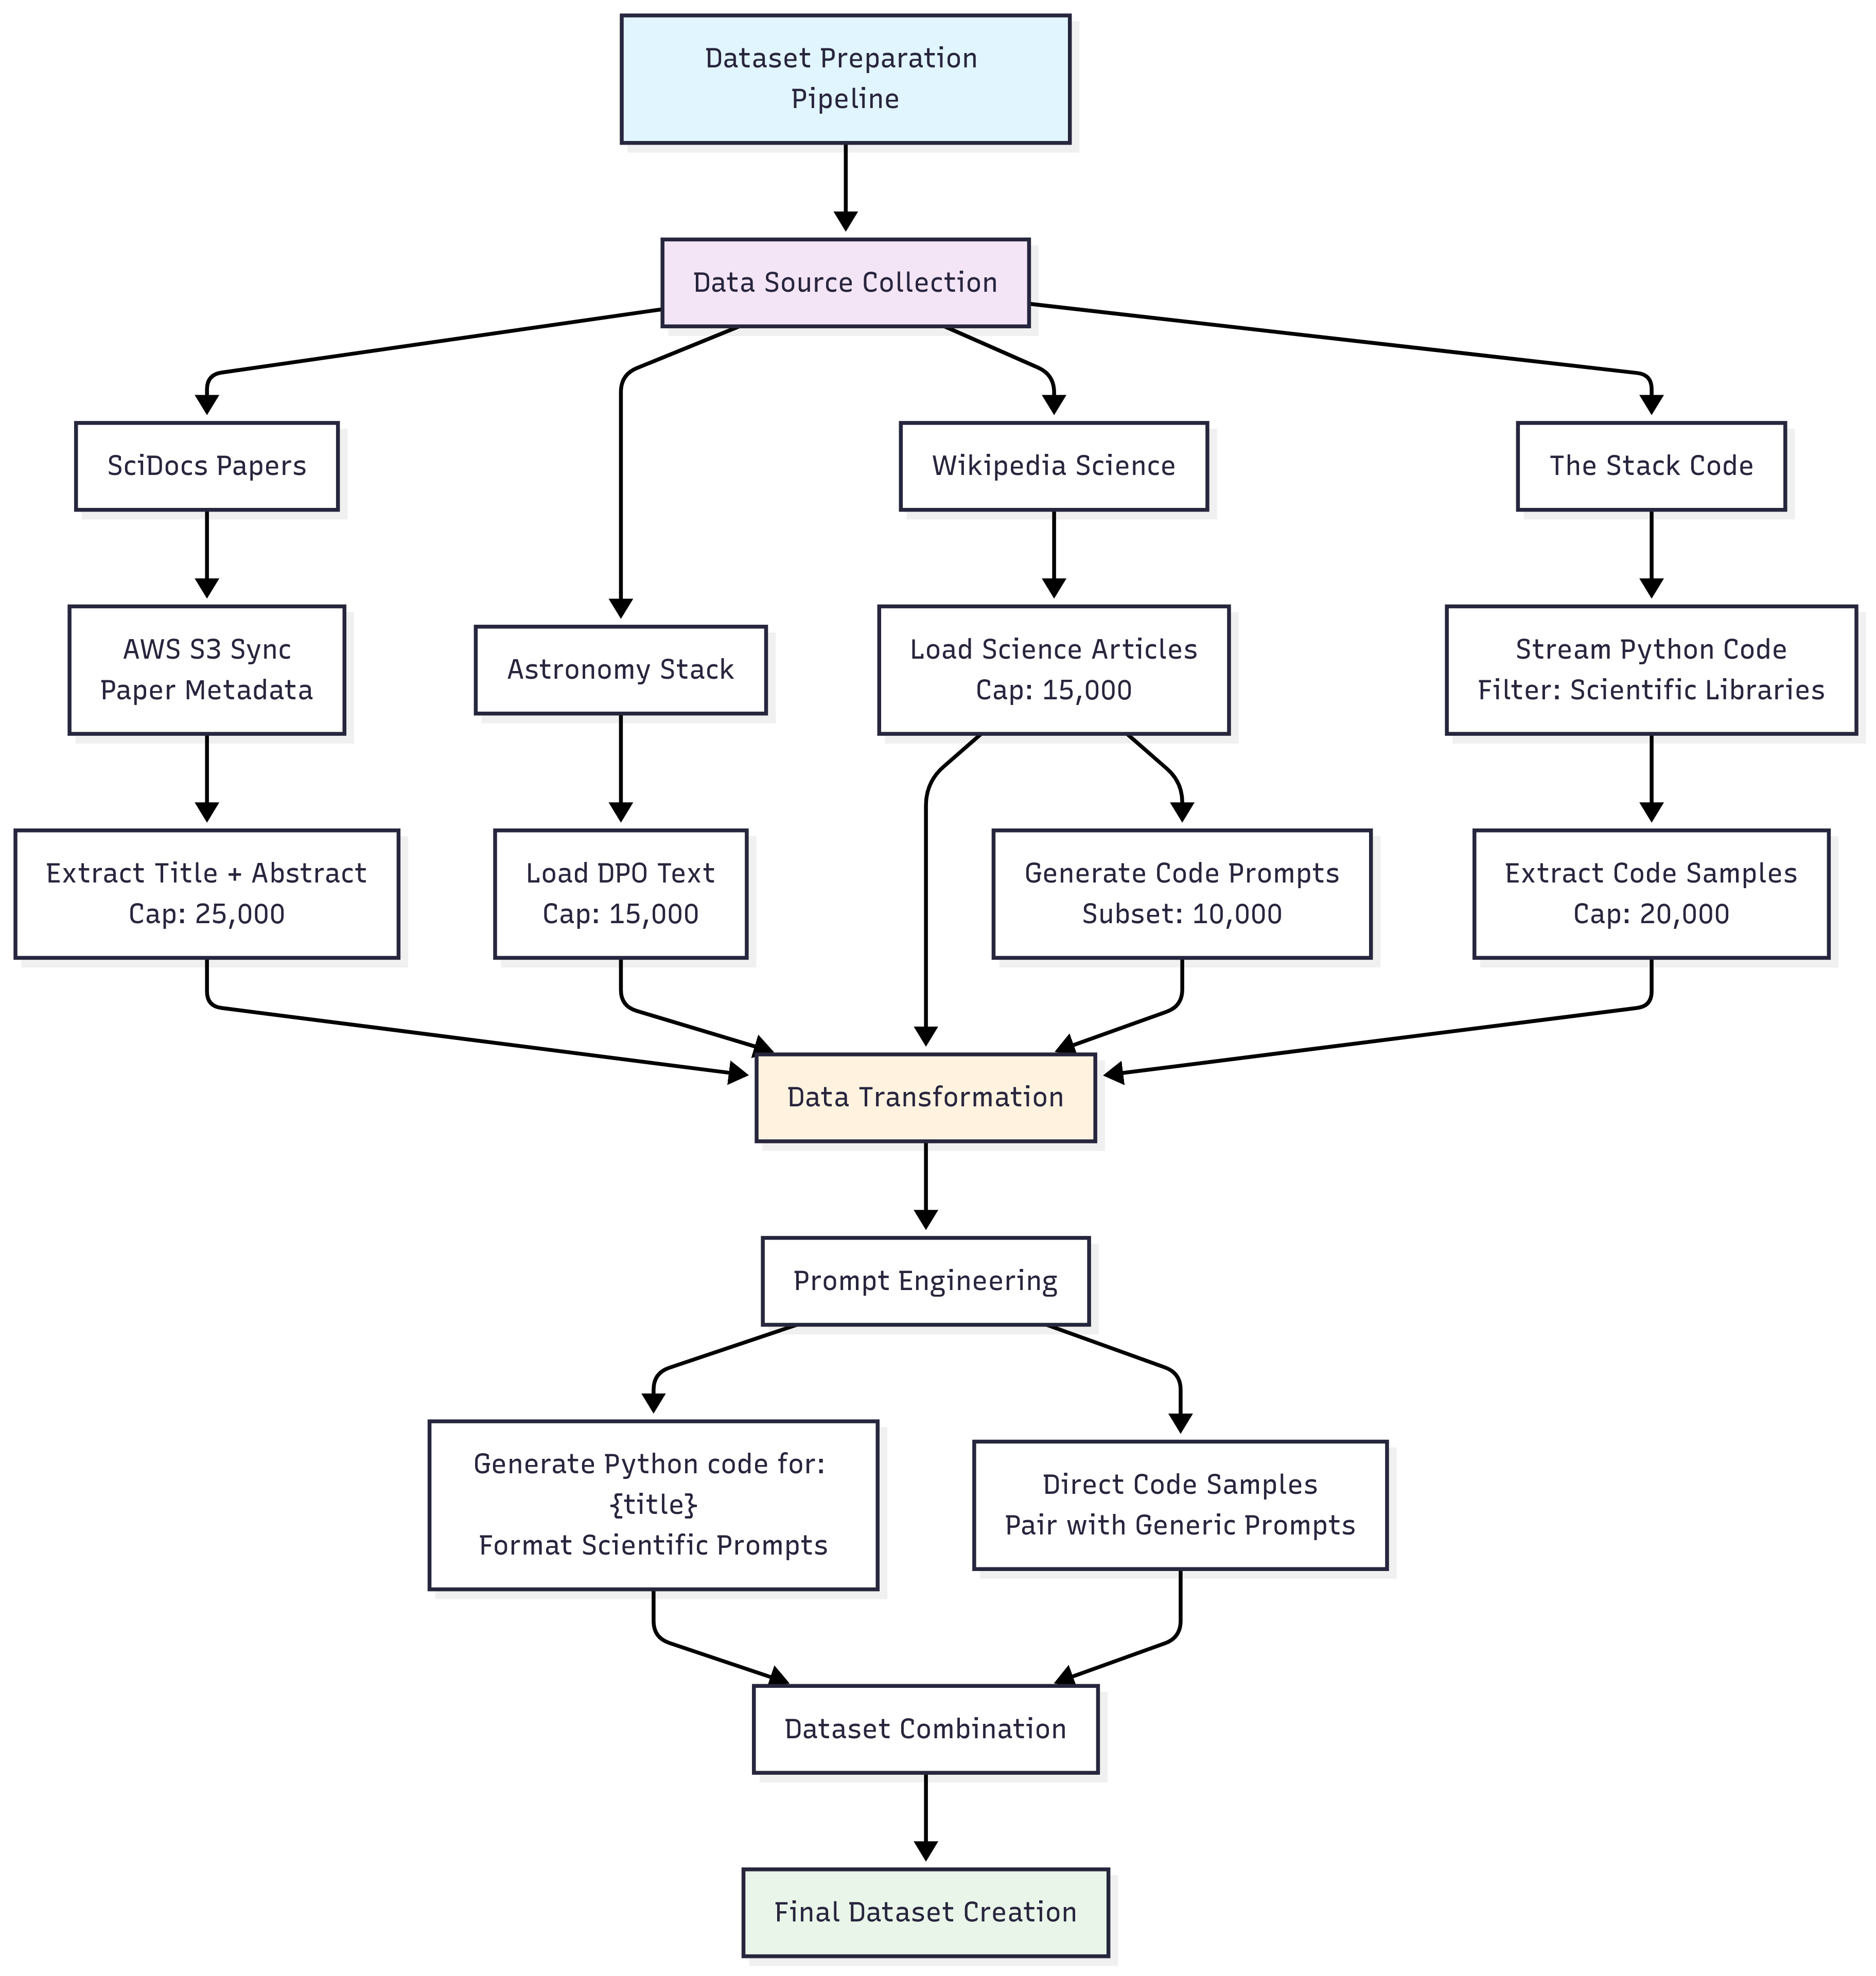 Dataset Preparation
Pipeline
Data Source Collection
SciDocs Papers
Wikipedia Science
The Stack Code
AWS S3 Sync
Paper Metadata
Astronomy Stack
Load Science Articles
Cap: 15,000
Stream Python Code
Filter: Scientific Libraries
Extract Title + Abstract
Cap: 25,000
Load DPO Text
Cap: 15,000
Generate Code Prompts
Subset: 10,000
Extract Code Samples
Cap: 20,000
Data Transformation
Prompt Engineering
Generate Python code for:
{title}
Format Scientific Prompts
Direct Code Samples
Pair with Generic Prompts
Dataset Combination
Final Dataset Creation